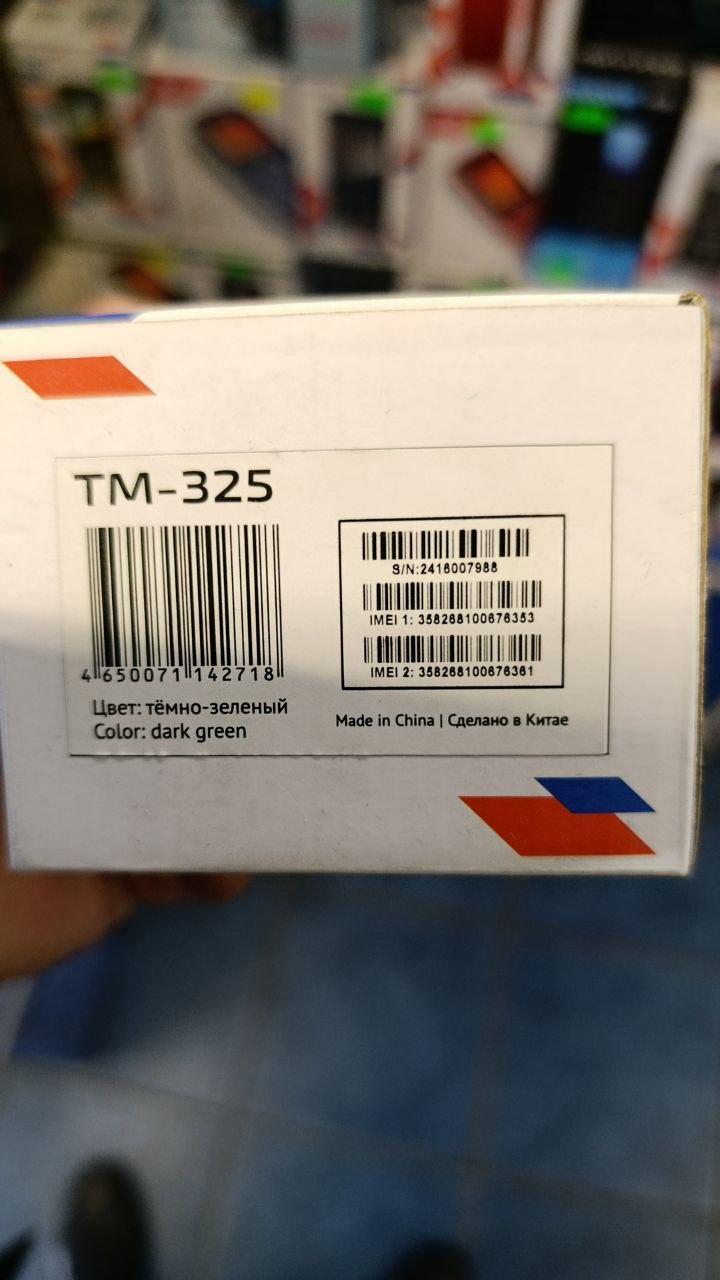 TM-325
4 650071 142718
Цвет: тёмно-зеленый
Color: dark green
S/N:2416007988
IMEI 1: 358268100676353
IMEI 2: 358268100676361
Made in China | Сделано в Китае